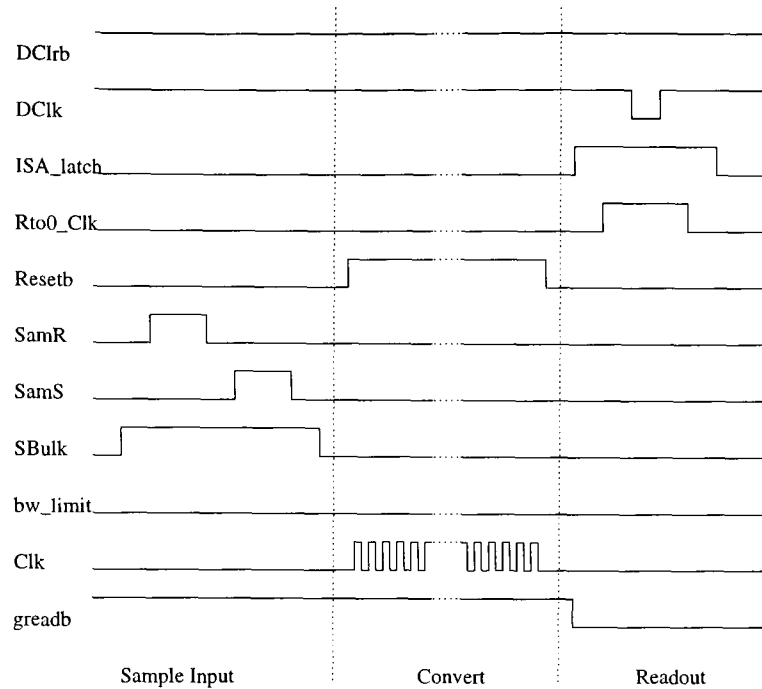 DClrb
DClk
ISA_latch
Rto0_Clk
Resetb
SamR
SamS
SBulk
bw_limit
Clk
greadb
Sample Input Convert Readout